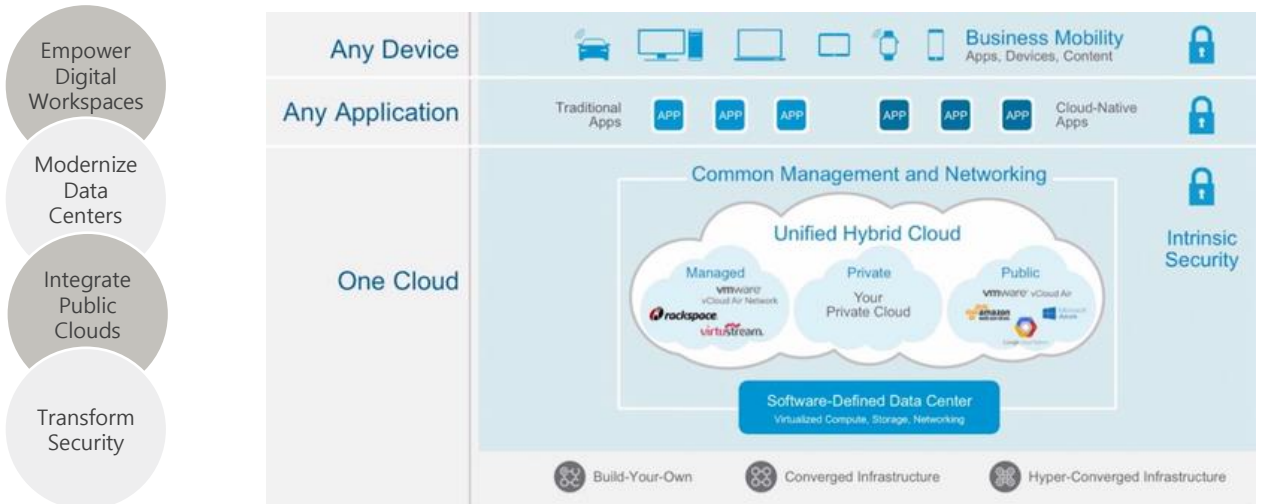 Empower
Digital
Workspaces
Modernize
Data
Centers
Integrate
Public
Clouds
Transform
Security
Any Device
Business Mobility
Apps, Devices, Content
Any Application
Traditional
Apps
APP
APP
APP
APP
APP
APP
Cloud-Native
Apps
One Cloud
Common Management and Networking
Unified Hybrid Cloud
Managed
vmware
vCloud Air Network
rackspace
virtustream
Private
Your
Private Cloud
Public
vmware vCloud Air
amazon
Microsoft
Azure
Intrinsic
Security
Software-Defined Data Center
Virtualized Compute, Storage, Networking
Build-Your-Own
Converged Infrastructure
Hyper-Converged Infrastructure